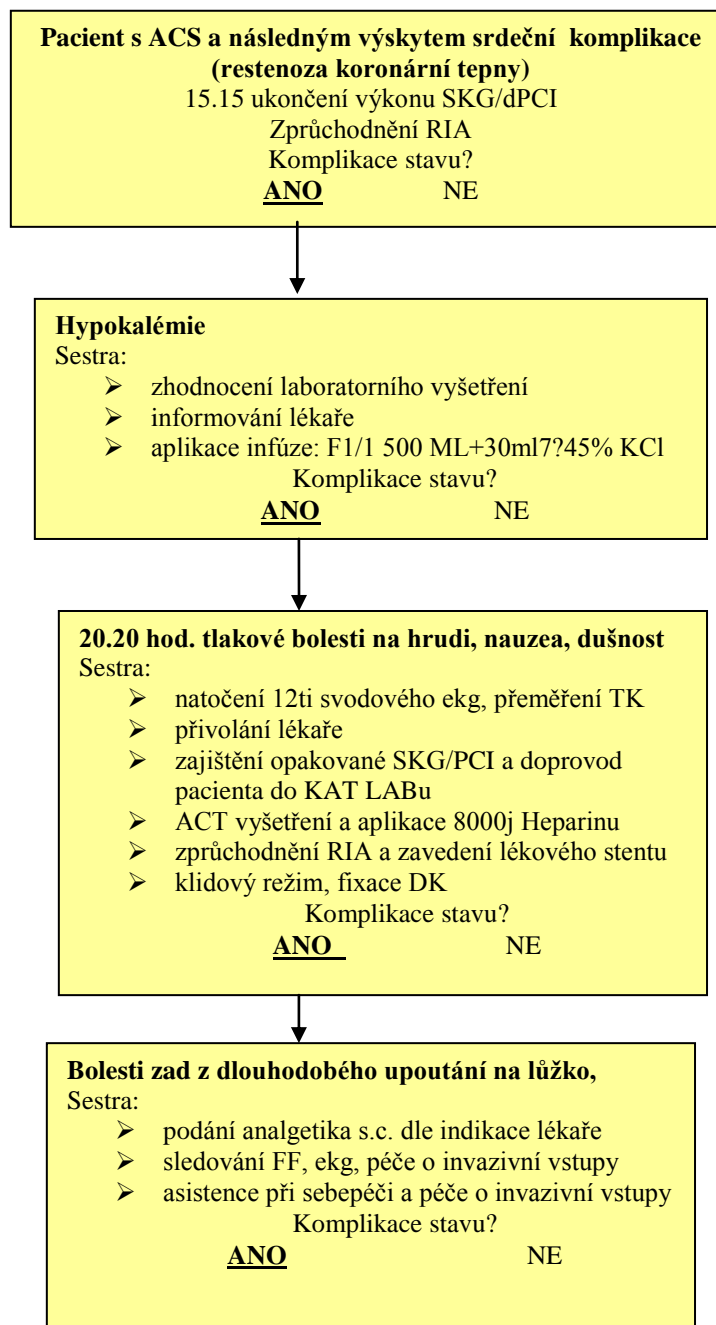 Pacient s ACS a následným výskytem srdeční komplikace
(restenoza koronární tepny)
15.15 ukončení výkonu SKG/dPCI
Zprůchodnění RIA
Komplikace stavu?
ANO NE
Hypokalémie
Sestra:
➢ zhodnocení laboratorního vyšetření
➢ informování lékaře
➢ aplikace infúze: F1/1 500 ML+30ml7?45% KCl
Komplikace stavu?
ANO NE
20.20 hod. tlakové bolesti na hrudi, nauzea, dušnost
Sestra:
➢ natočení 12ti svodového ekg, přeměření TK
➢ přivolání lékaře
➢ zajištění opakované SKG/PCI a doprovod
pacienta do KAT LABu
➢ ACT vyšetření a aplikace 8000j Heparinu
➢ zprůchodnění RIA a zavedení lékového stentu
➢ klidový režim, fixace DK
Komplikace stavu?
ANO NE
Bolesti zad z dlouhodobého upoutání na lůžko,
Sestra:
➢ podání analgetika s.c. dle indikace lékaře
➢ sledování FF, ekg, péče o invazivní vstupy
➢ asistence při sebepéči a péče o invazivní vstupy
Komplikace stavu?
ANO NE